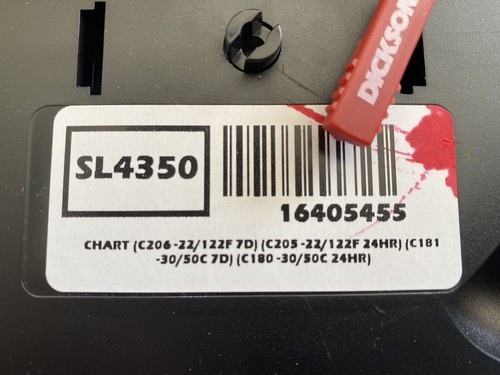 DICKSON
SL4350
16405455
CHART (C206 -22/122F 7D) (C205 -22/122F 24HR) (C181
-30/50C 7D) (C180 -30/50C 24HR)